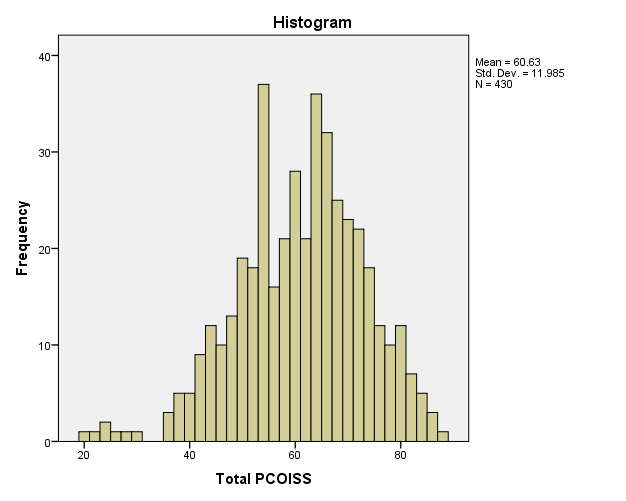 Histogram
Mean = 60.63
Std. Dev. = 11.985
N = 430
40
30
20
10
0
Frequency
20 40 60 80
Total PCOISS